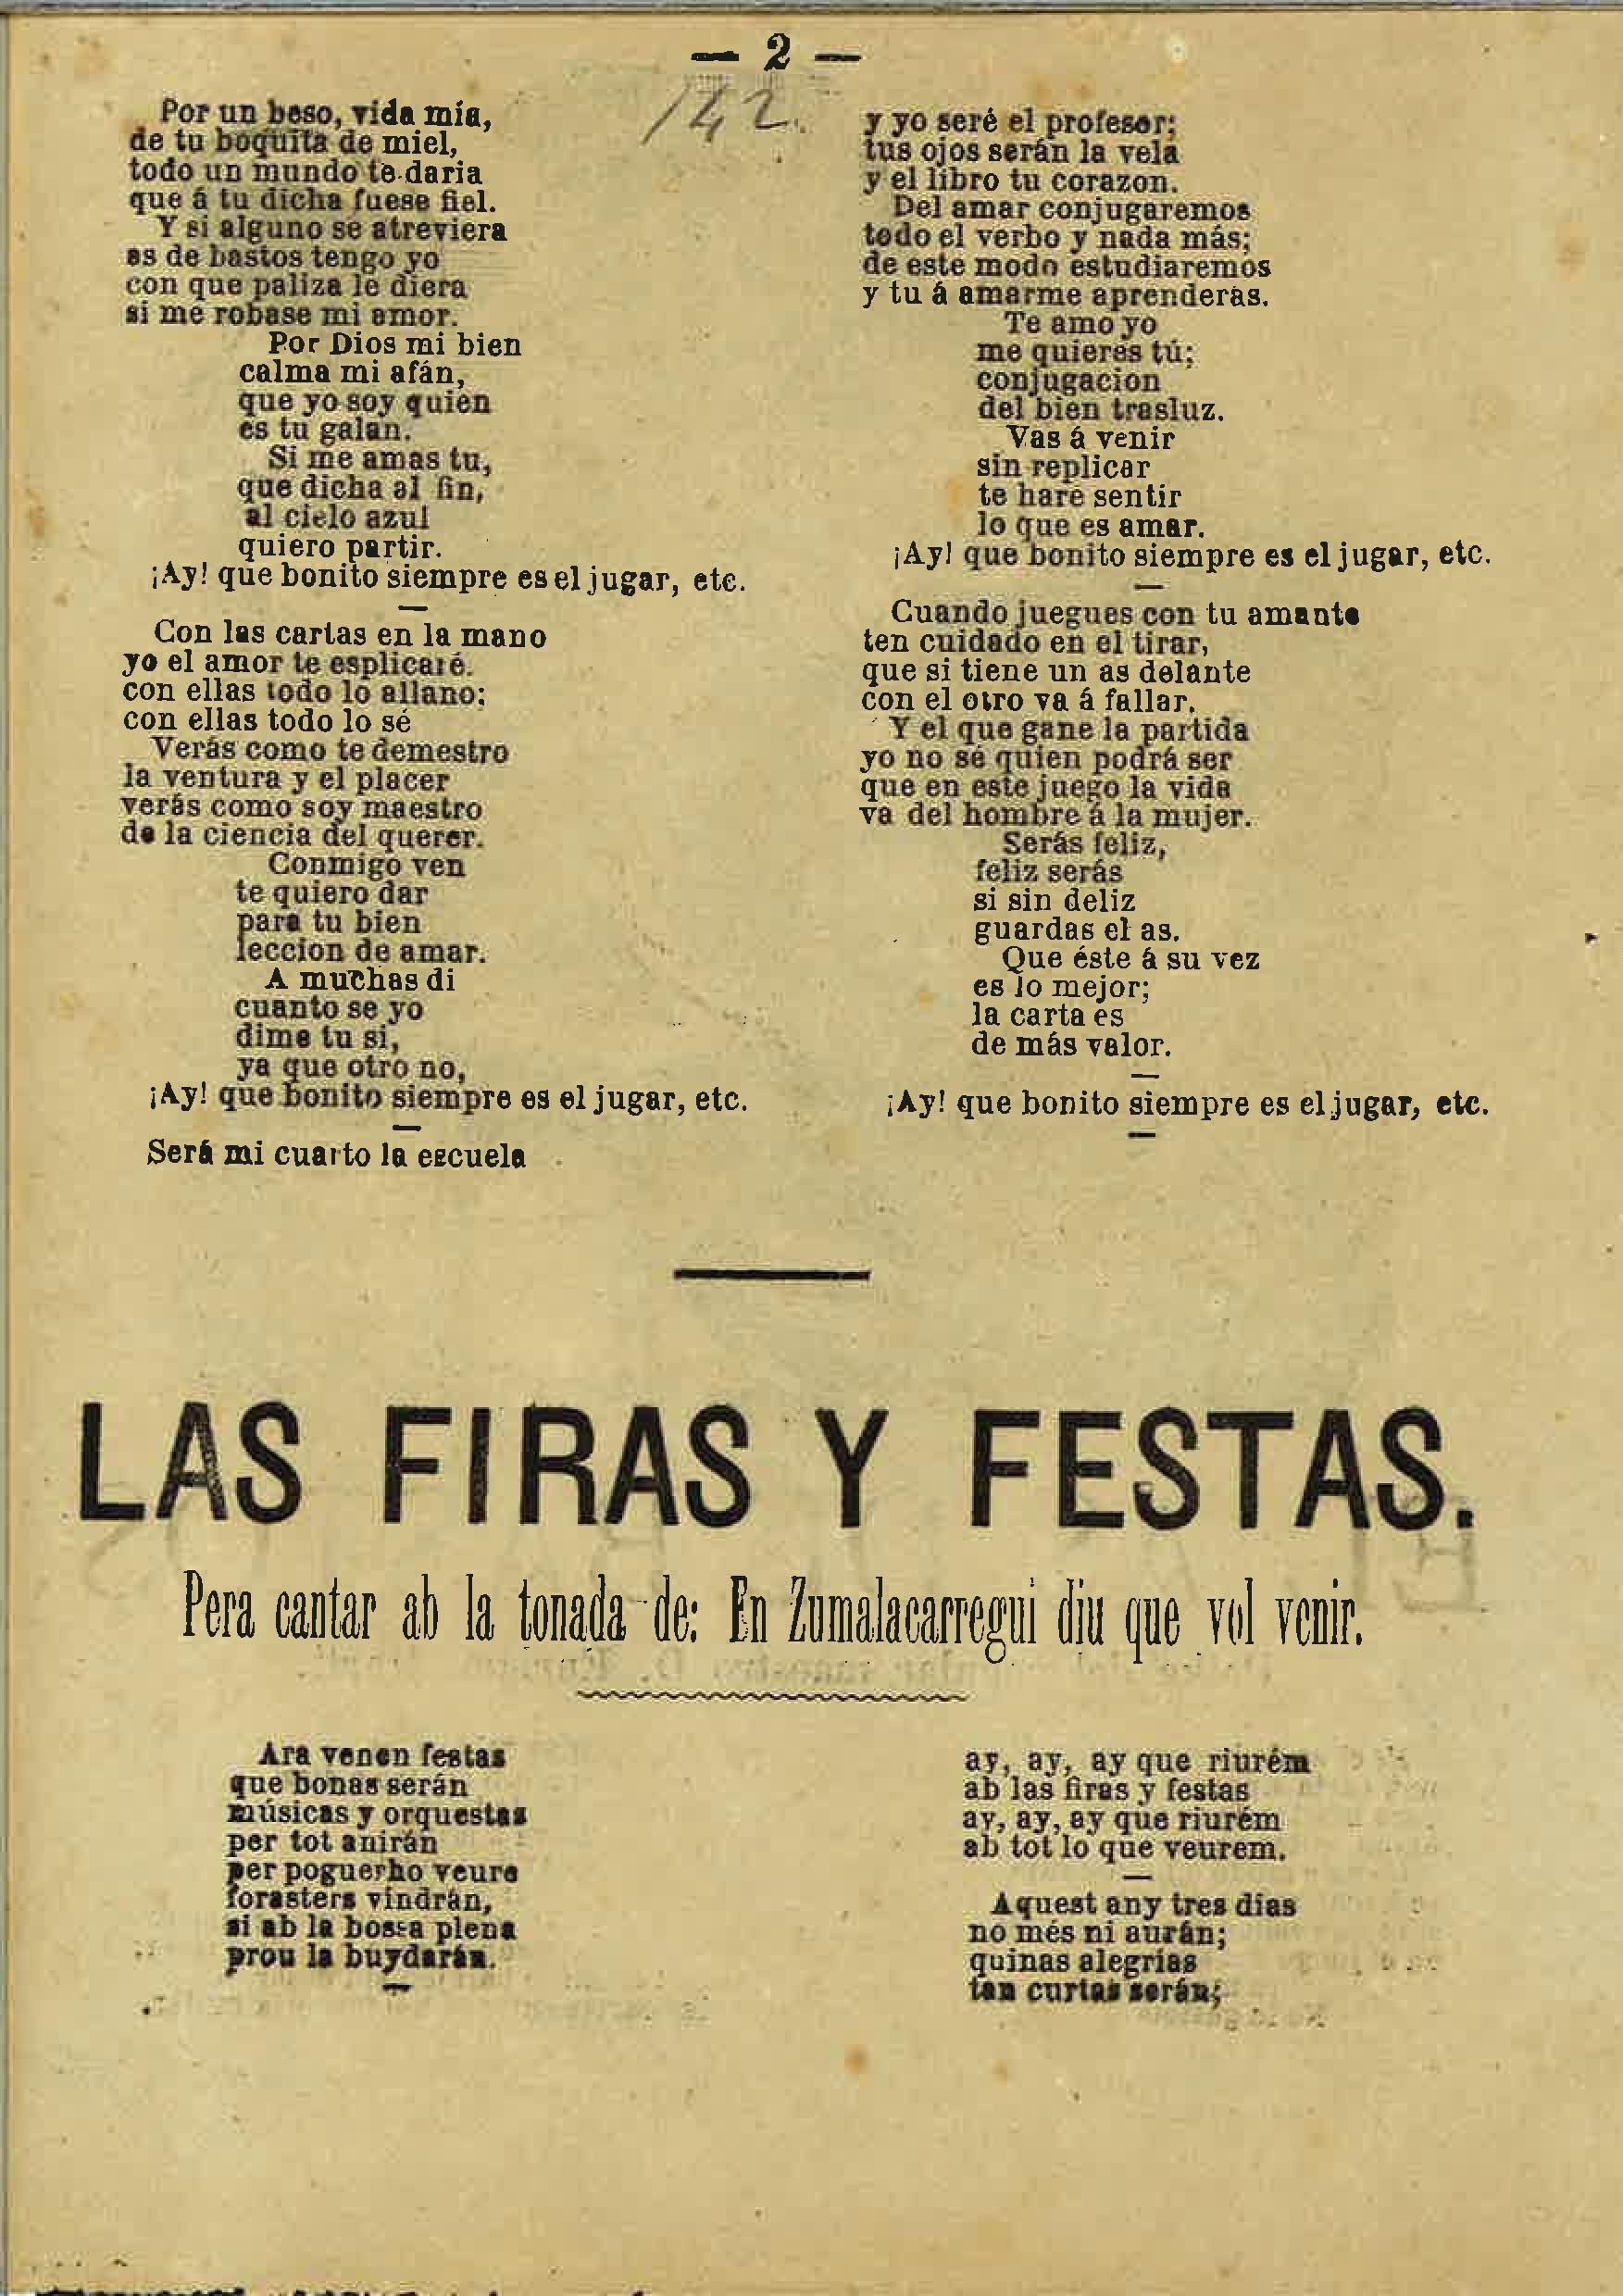 — 2 —
142.
Por un beso, vida mía,
de tu boquita de miel,
todo un mundo te daria
que á tu dicha fuese fiel.
Y si alguno se atreviera
as de bastos tengo yo
con que paliza le diera
si me robase mi amor.
Por Dios mi bien
calma mi afán,
que yo soy quien
es tu galan.
Si me amas tu,
que dicha al fin,
al cielo azul
quiero partir.
¡Ay! que bonito siempre es el jugar, etc.
—
Con las cartas en la mano
yo el amor te esplicaré.
con ellas todo lo allano;
con ellas todo lo sé
Verás como te demestro
la ventura y el placer
verás como soy maestro
de la ciencia del querer.
Conmigo ven
te quiero dar
para tu bien
leccion de amar.
A muchas di
cuanto se yo
dime tu si,
ya que otro no,
¡Ay! que bonito siempre es el jugar, etc.
—
Será mi cuarto la escuela
y yo seré el profesor;
tus ojos serán la vela
y el libro tu corazon.
Del amar conjugaremos
todo el verbo y nada más;
de este modo estudiaremos
y tu á amarme aprenderás.
Te amo yo
me quieres tú;
conjugacion
del bien trasluz.
Vas á venir
sin replicar
te haré sentir
lo que es amar.
¡Ay! que bonito siempre es el jugar, etc.
—
Cuando juegues con tu amante
ten cuidado en el tirar,
que si tiene un as delante
con el otro va á fallar.
Y el que gane la partida
yo no sé quien podrá ser
que en este juego la vida
va del hombre á la mujer.
Serás feliz,
feliz serás
si sin deliz
guardas el as.
Que éste á su vez
es lo mejor;
la carta es
de más valor.
—
¡Ay! que bonito siempre es el jugar, etc.
—
LAS FIRAS Y FESTAS.
Pera cantar ab la tonada de: En Zumalacarregui diu que vol venir.
Ara venen festas
que bonas serán
músicas y orquestas
per tot anirán
per poguerho veure
forasters vindrán,
si ab la bossa plena
prou la buydarán.
—
ay, ay, ay que riurém
ab las firas y festas
ay, ay, ay que riurém
ab tot lo que veurem.
—
Aquest any tres dias
no més ni aurán;
quinas alegrías
tan curtas serán;